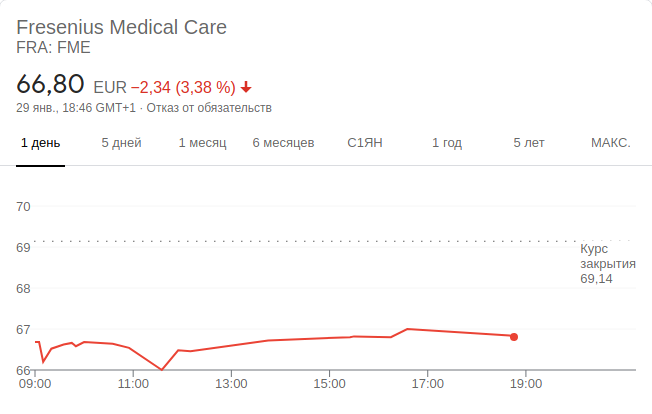 Fresenius Medical Care
FRA: FME
66,80 EUR −2,34 (3,38 %)
29 янв., 18:46 GMT+1 · Отказ от обязательств
1 день 5 дней 1 месяц 6 месяцев С1ЯН 1 год 5 лет МАКС.
70
69
Курс
закрытия
69,14
68
67
66
09:00 11:00 13:00 15:00 17:00 19:00